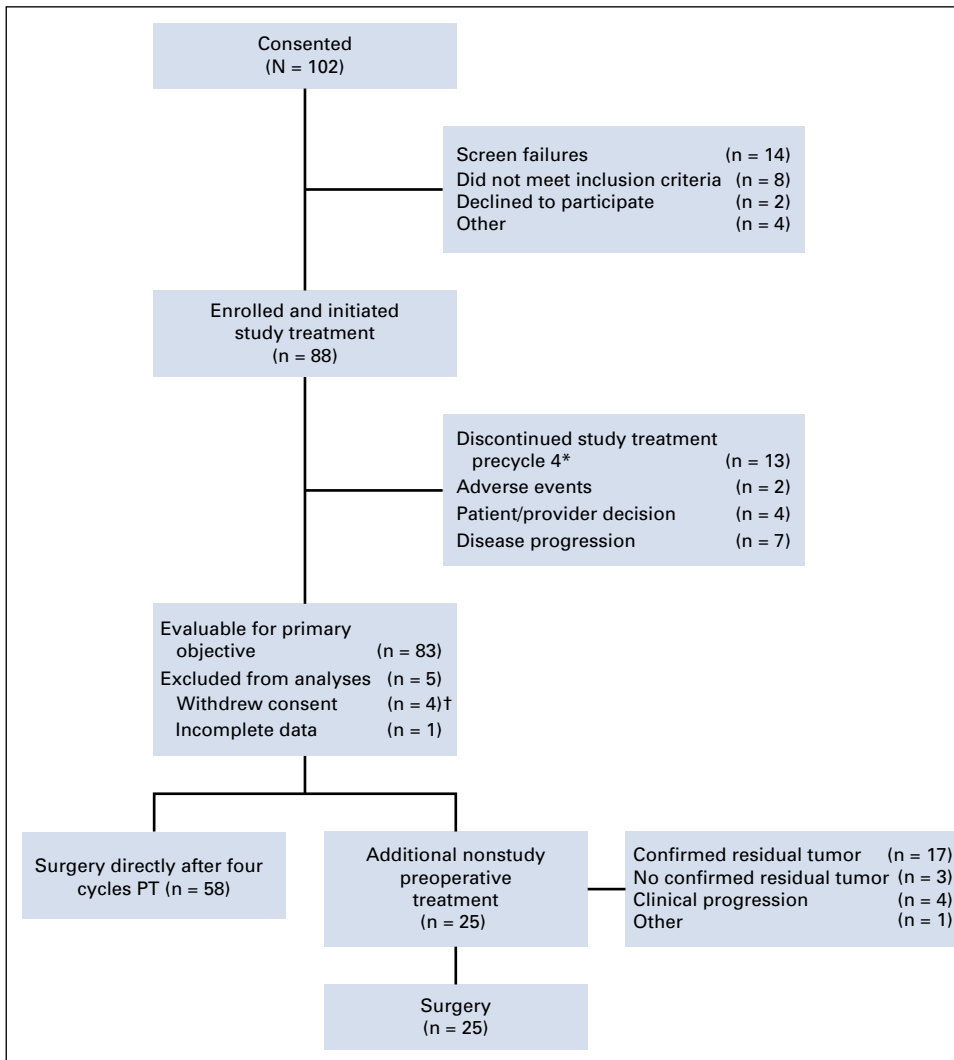 Consented
(N = 102)
Screen failures (n = 14)
Did not meet inclusion criteria (n = 8)
Declined to participate (n = 2)
Other (n = 4)
Enrolled and initiated
study treatment
(n = 88)
Discontinued study treatment
precycle 4* (n = 13)
Adverse events (n = 2)
Patient/provider decision (n = 4)
Disease progression (n = 7)
Evaluable for primary
objective (n = 83)
Excluded from analyses (n = 5)
Withdrew consent (n = 4)†
Incomplete data (n = 1)
Surgery directly after four
cycles PT (n = 58)
Additional nonstudy
preoperative
treatment
(n = 25)
Confirmed residual tumor (n = 17)
No confirmed residual tumor (n = 3)
Clinical progression (n = 4)
Other (n = 1)
Surgery
(n = 25)